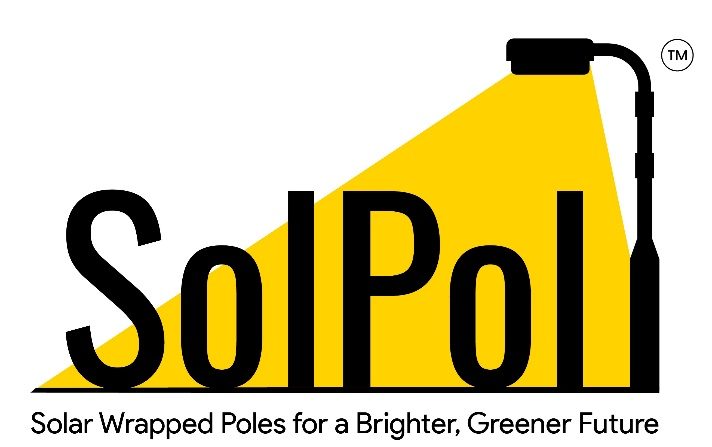 TM
SolPol
Solar Wrapped Poles for a Brighter, Greener Future